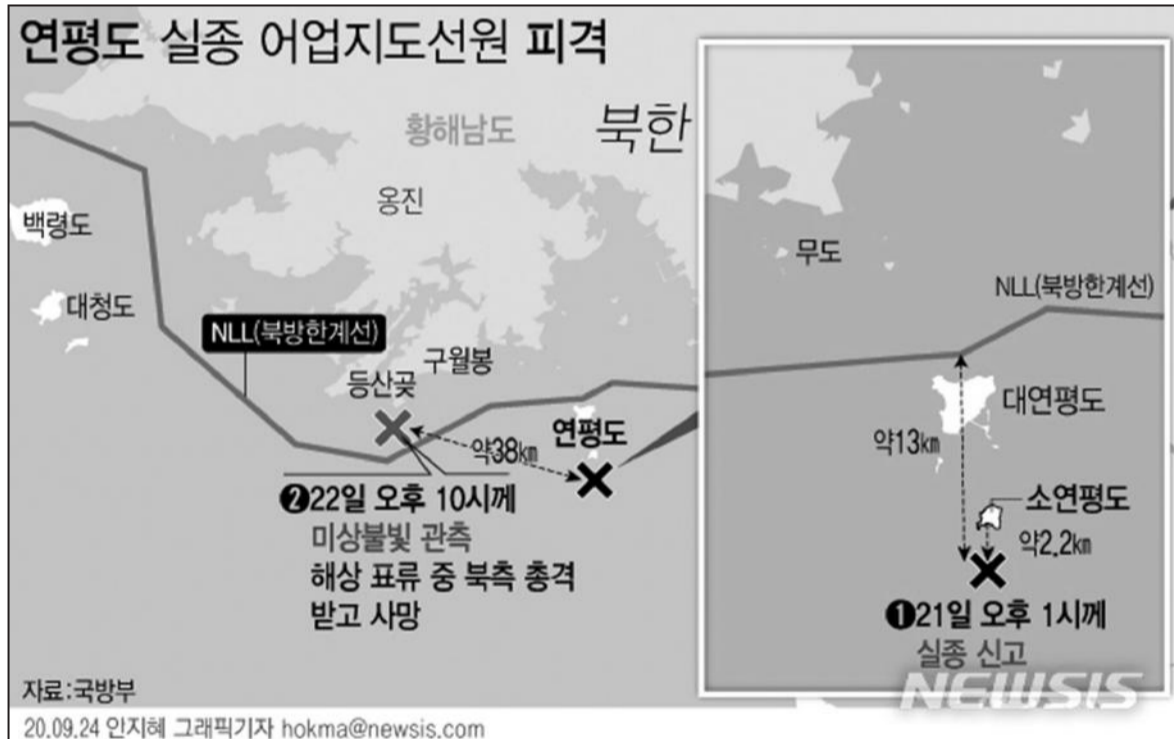 연평도 실종 어업지도선원 피격
북한
황해남도
옹진
백령도
대청도
NLL(북방한계선)
구월봉
등산곶
연평도
약38㎞
❷22일 오후 10시께
미상불빛 관측
해상 표류 중 북측 총격
받고 사망
무도
NLL(북방한계선)
대연평도
약13㎞
소연평도
약2.2㎞
❶21일 오후 1시께
실종 신고
NEWSIS
자료:국방부
20.09.24 안지혜 그래픽기자 hokma@newsis.com